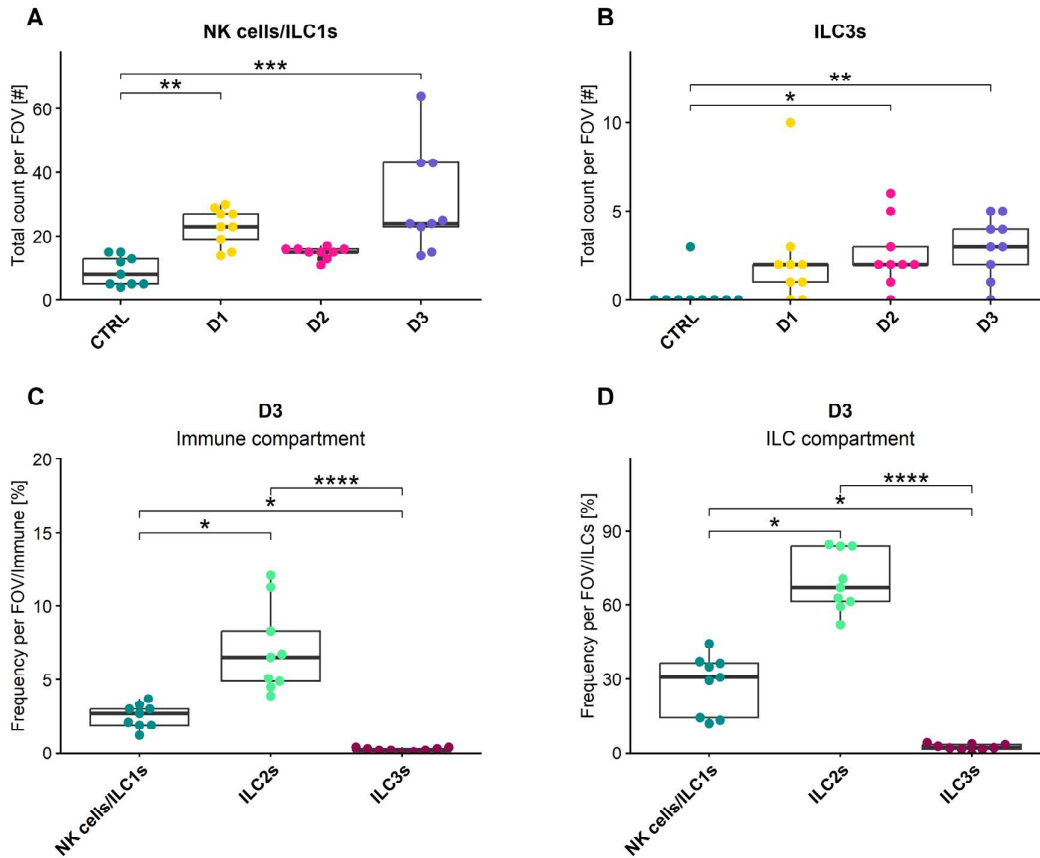 A
NK cells/ILC1s
Total count per FOV [#]
60
40
20
0
***
**
CTRL
D1
D2
D3
B
ILC3s
Total count per FOV [#]
10
5
0
**
*
CTRL
D1
D2
D3
C
D3
Immune compartment
Frequency per FOV/Immune [%]
20
15
10
5
0
****
*
*
NK cells/ILC1s
ILC2s
ILC3s
D
D3
ILC compartment
Frequency per FOV/ILCs [%]
90
60
30
0
****
*
*
NK cells/ILC1s
ILC2s
ILC3s